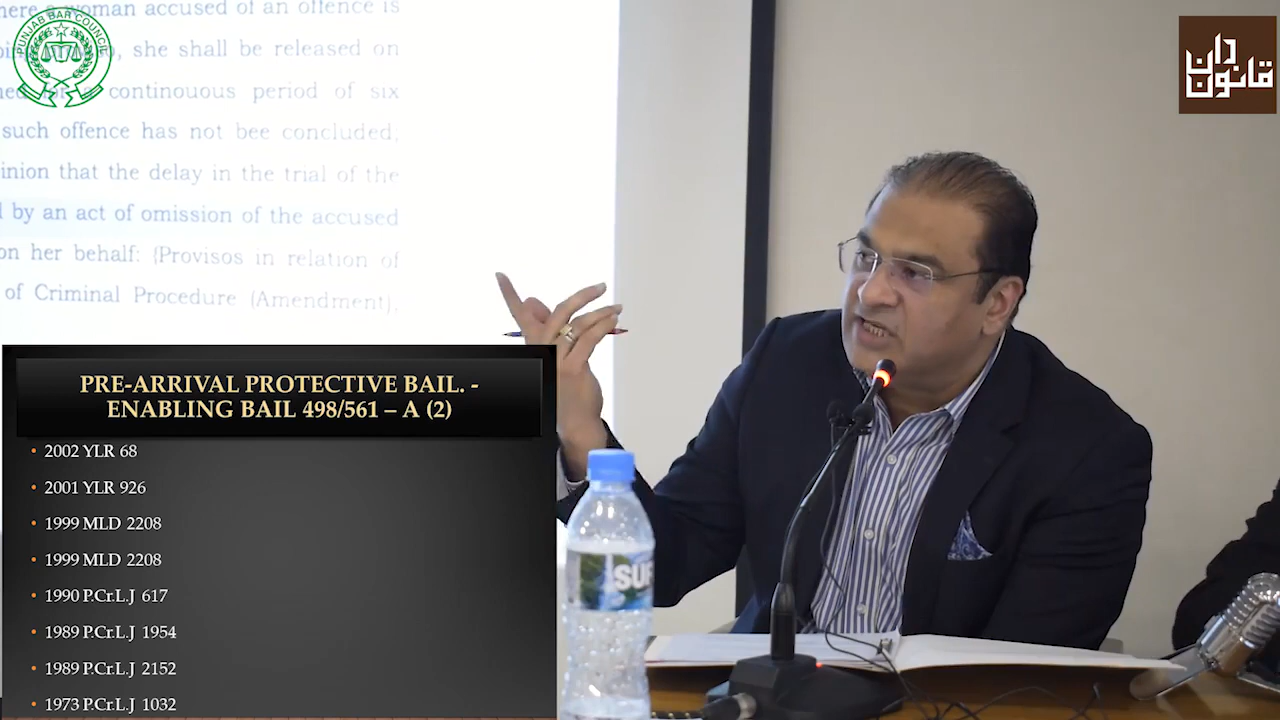 here a woman accused of an offence is
, she shall be released on
continouous period of six
such offence has not bee concluded,
inion that the delay in the trial of the
by an act of omission of the accused
on her behalf: {Provisos in relation of
of Criminal Procedure (Amendment),
PUNJAB BAR COUNCIL
قانون دان
PRE-ARRIVAL PROTECTIVE BAIL. -
ENABLING BAIL 498/561 – A (2)
• 2002 YLR 68
• 2001 YLR 926
• 1999 MLD 2208
• 1999 MLD 2208
• 1990 P.Cr.L.J 617
• 1989 P.Cr.L.J 1954
• 1989 P.Cr.L.J 2152
• 1973 P.Cr.L.J 1032
SUF